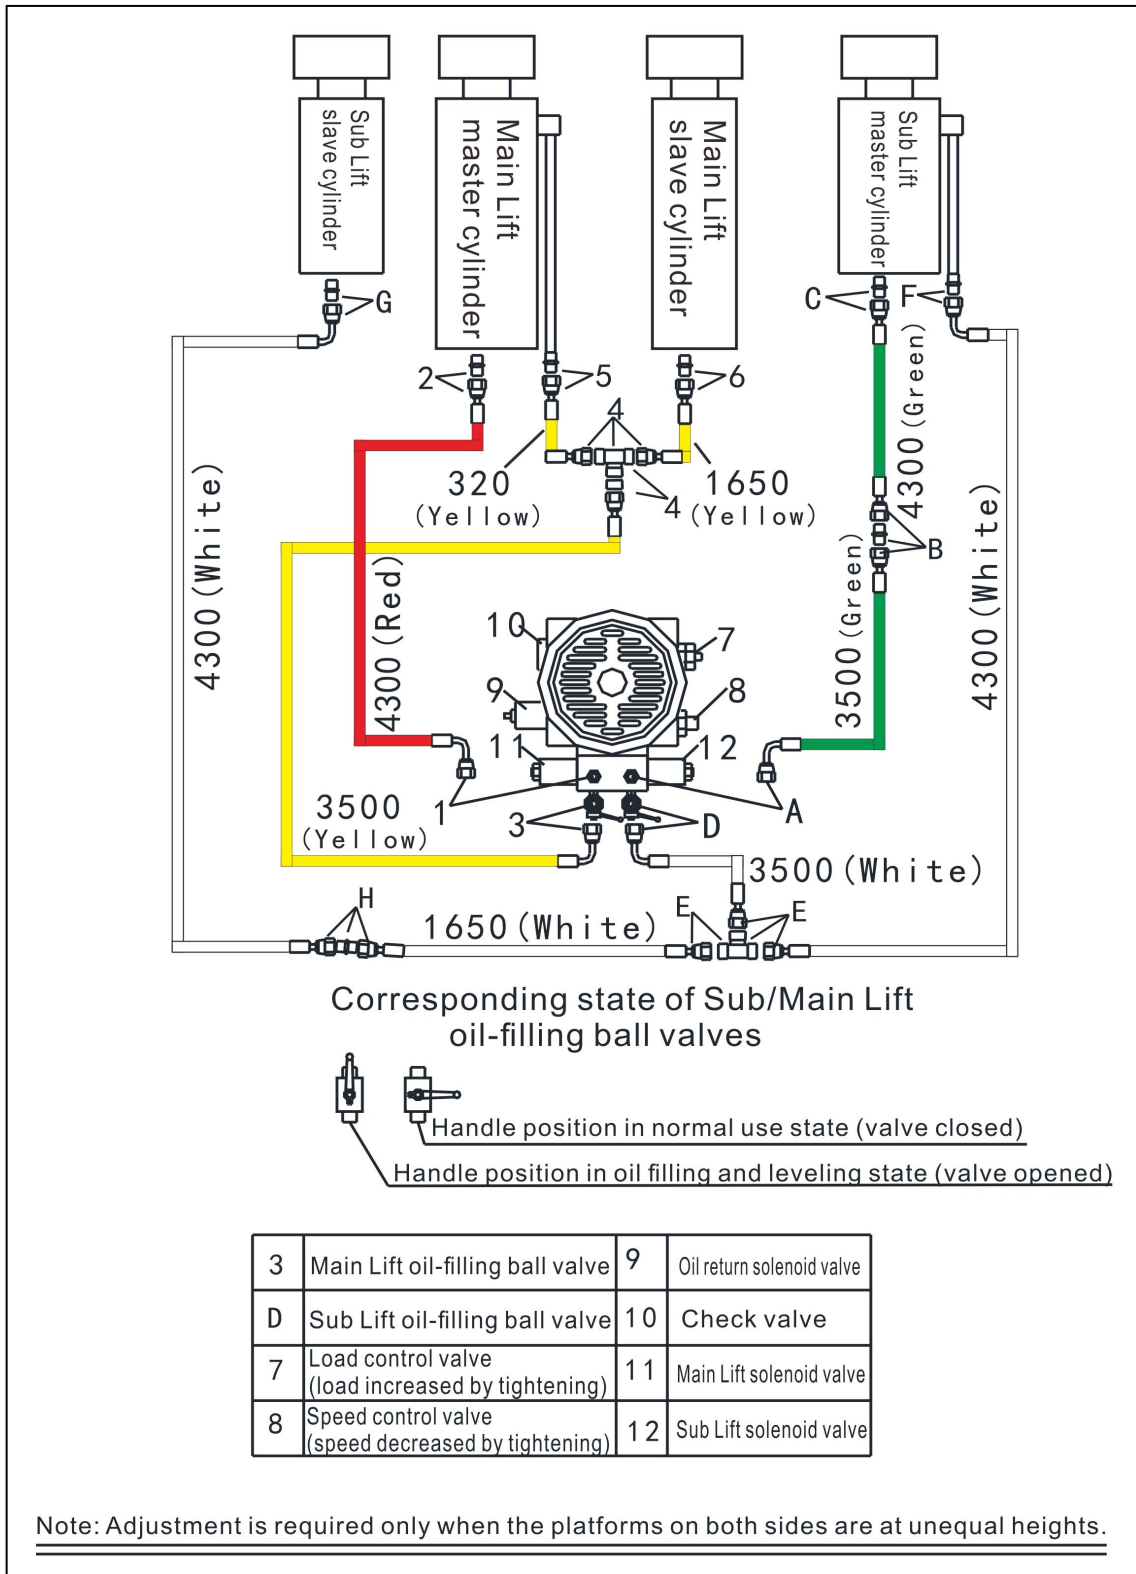 Sub Lift
slave cylinder
Main Lift
master cylinder
Main Lift
slave cylinder
Sub Lift
master cylinder
G
C
F
2
5
6
4
320
(Yellow)
4
1650
(Yellow)
4300(Green)
B
4300(White)
4300(Red)
3500(Green)
4300(White)
10
7
9
8
11
12
1
A
3500
(Yellow)
3
D
3500(White)
H
1650(White)
E
E
Corresponding state of Sub/Main Lift
oil-filling ball valves
Handle position in normal use state (valve closed)
Handle position in oil filling and leveling state (valve opened)
3 Main Lift oil-filling ball valve 9 Oil return solenoid valve
D Sub Lift oil-filling ball valve 10 Check valve
7 Load control valve
(load increased by tightening) 11 Main Lift solenoid valve
8 Speed control valve
(speed decreased by tightening) 12 Sub Lift solenoid valve
Note: Adjustment is required only when the platforms on both sides are at unequal heights.